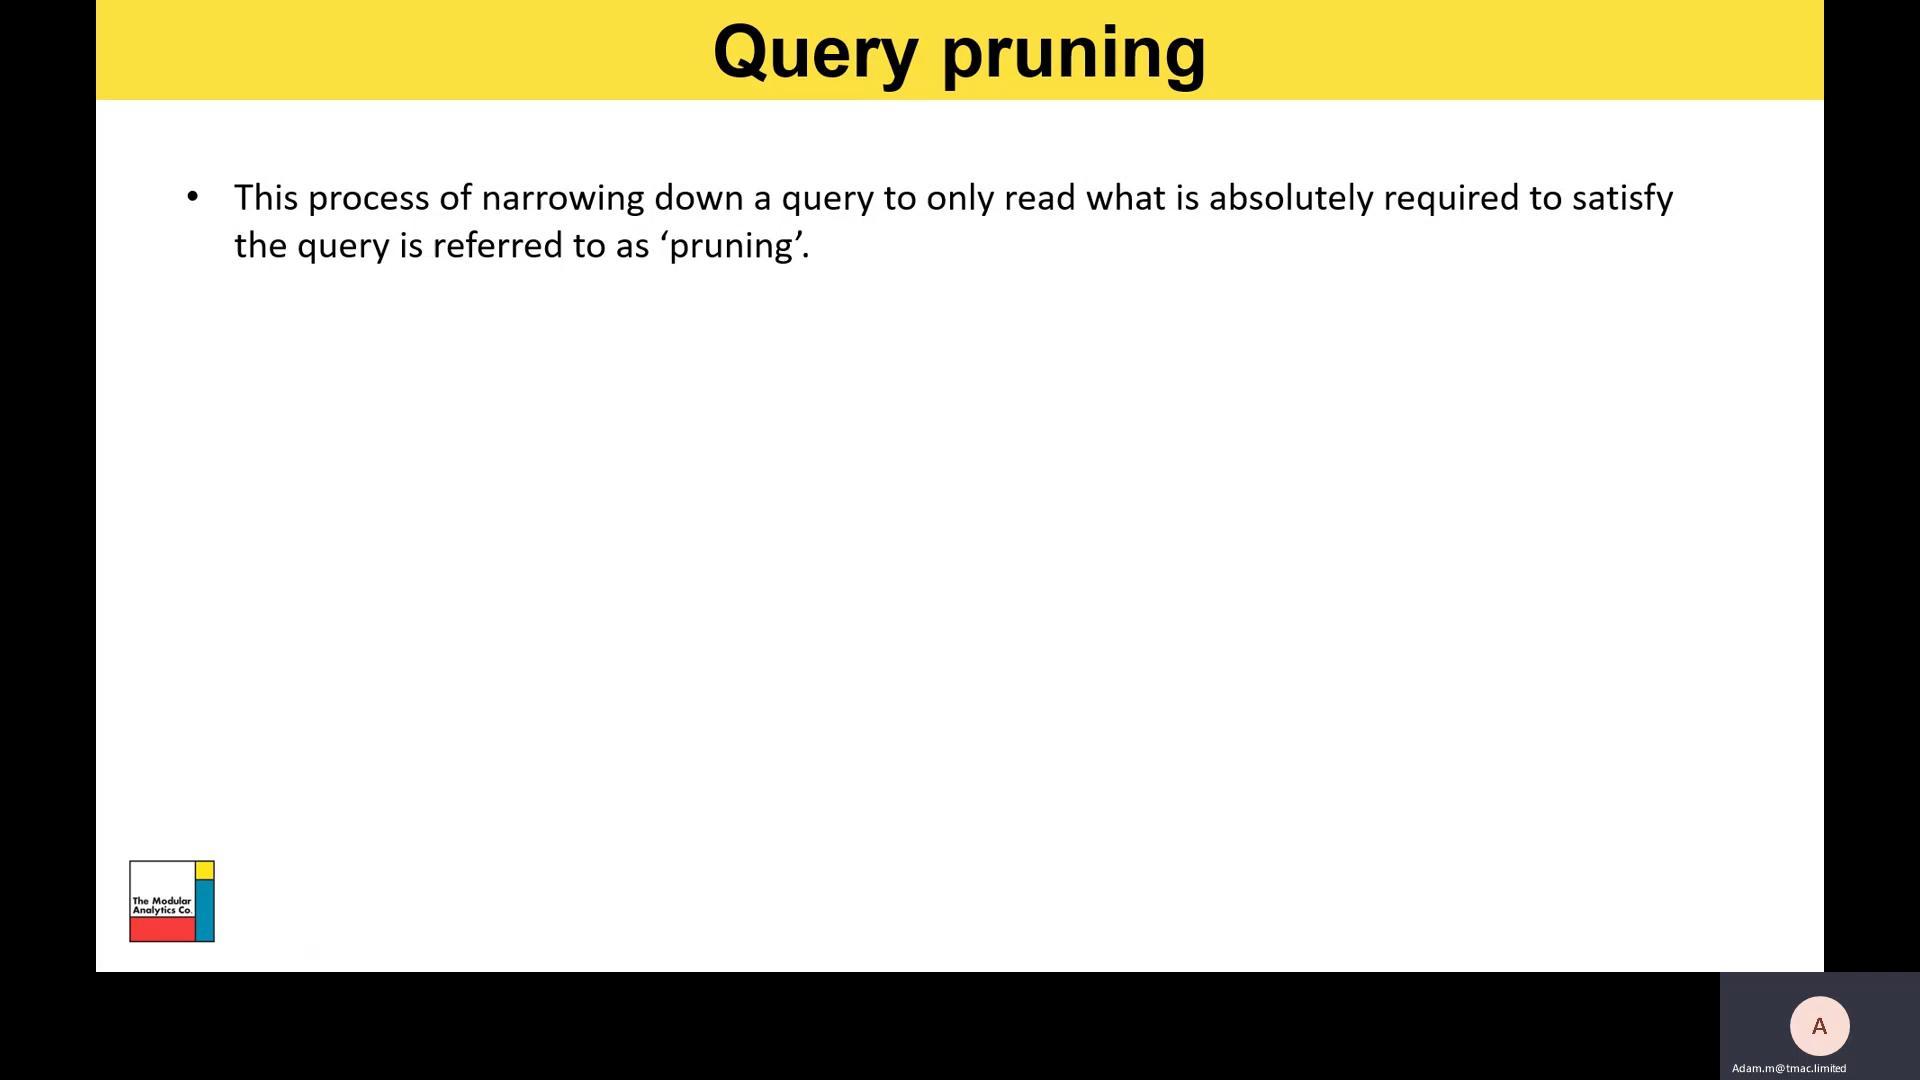 Query pruning
• This process of narrowing down a query to only read what is absolutely required to satisfy
the query is referred to as ‘pruning’.
The Modular
Analytics Co.
A
Adam.m@tmac.limited